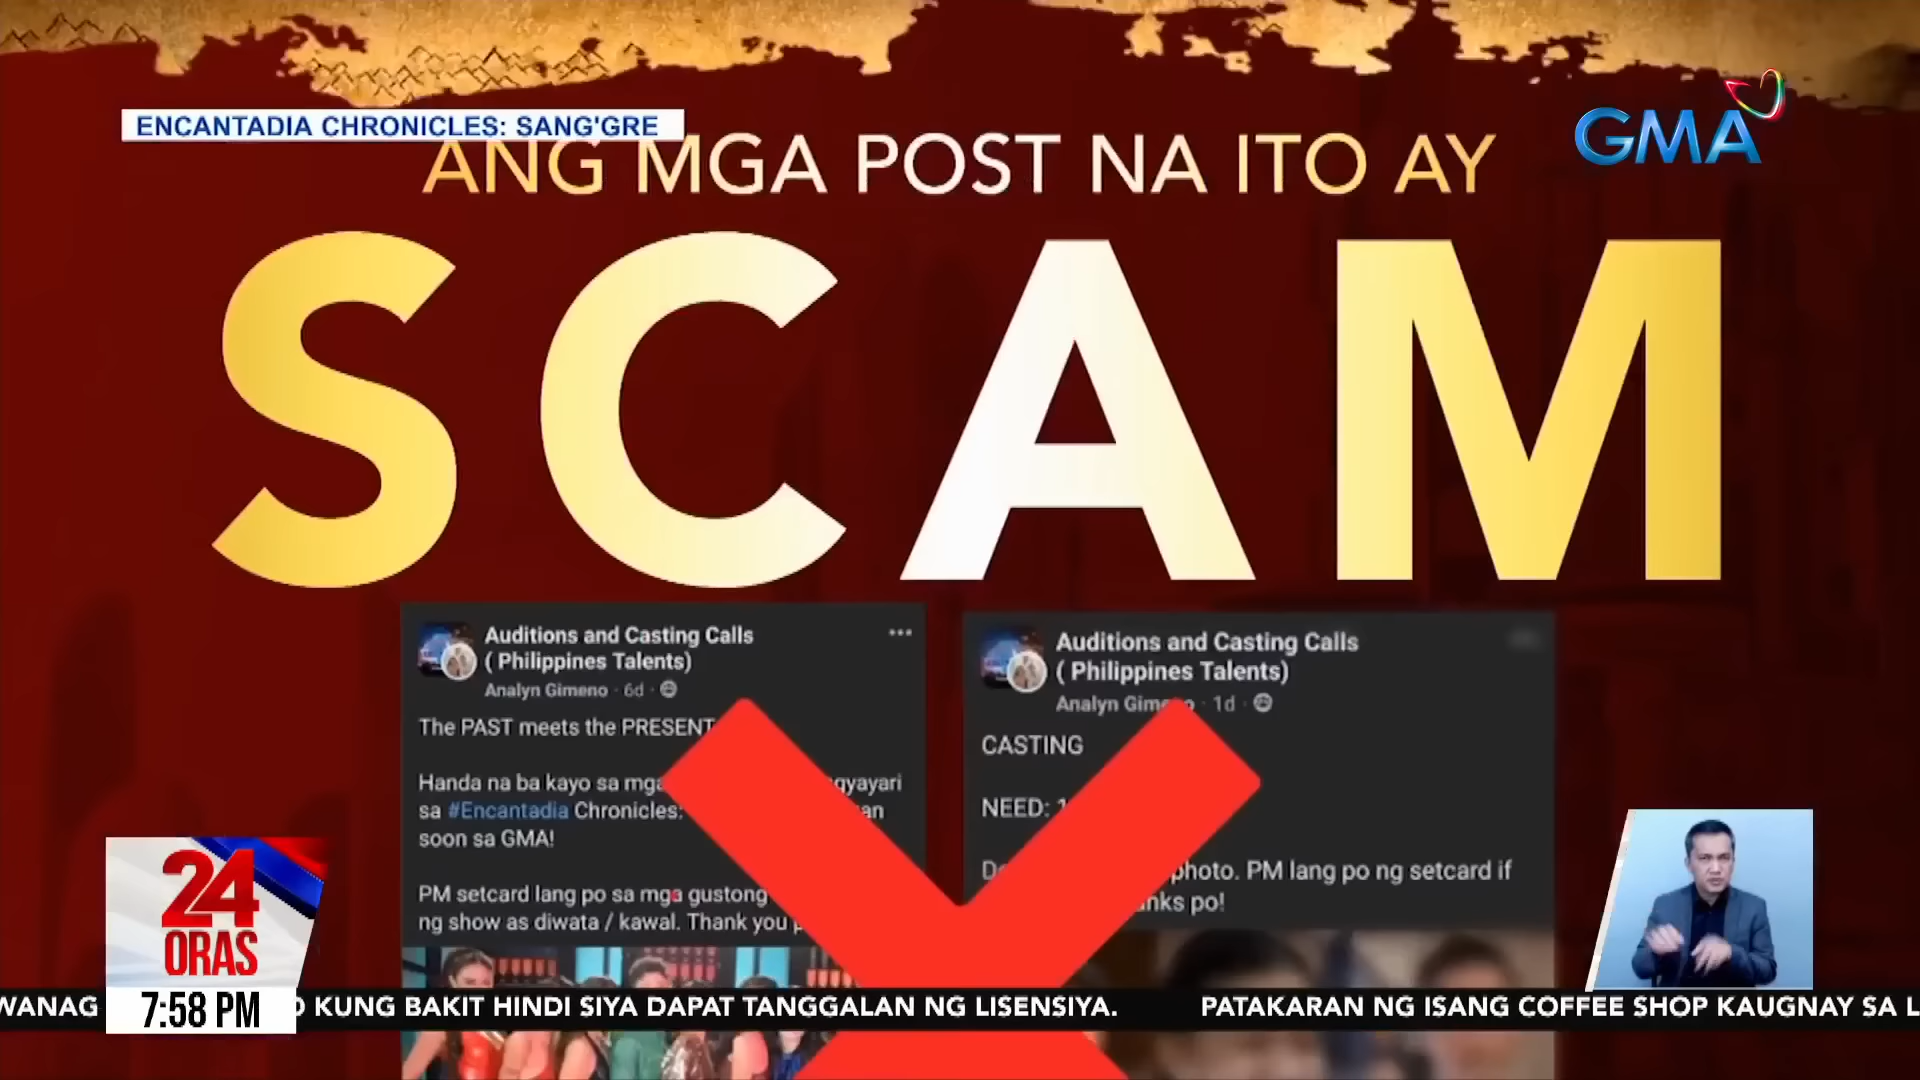 ENCANTADIA CHRONICLES: SANG'GRE
GMA
ANG MGA POST NA ITO AY
SCAM
Auditions and Casting Calls
( Philippines Talents)
Analyn Gimeno · 6d ·
The PAST meets the PRESENT
Handa na ba kayo sa mga
sa #Encantadia Chronicles:
soon sa GMA!
PM setcard lang po sa mga gustong
ng show as diwata / kawal. Thank you
Auditions and Casting Calls
( Philippines Talents)
Analyn Gimeno · 1d ·
CASTING
NEED:
photo. PM lang po ng setcard if
po!
24
ORAS
7:58 PM
KUNG BAKIT HINDI SIYA DAPAT TANGGALAN NG LISENSIYA. PATAKARAN NG ISANG COFFEE SHOP KAUGNAY SA